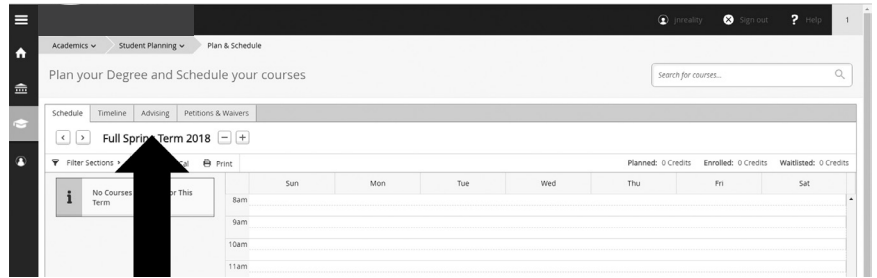 jnreality Sign out ? Help 1
Academics Student Planning Plan & Schedule
Plan your Degree and Schedule your courses
Search for courses...
Schedule Timeline Advising Petitions & Waivers
< > Full Spring Term 2018 − +
Filter Sections Print Planned: 0 Credits Enrolled: 0 Credits Waitlisted: 0 Credits
Sun Mon Tue Wed Thu Fri Sat
i No Courses for This
Term
8am
9am
10am
11am